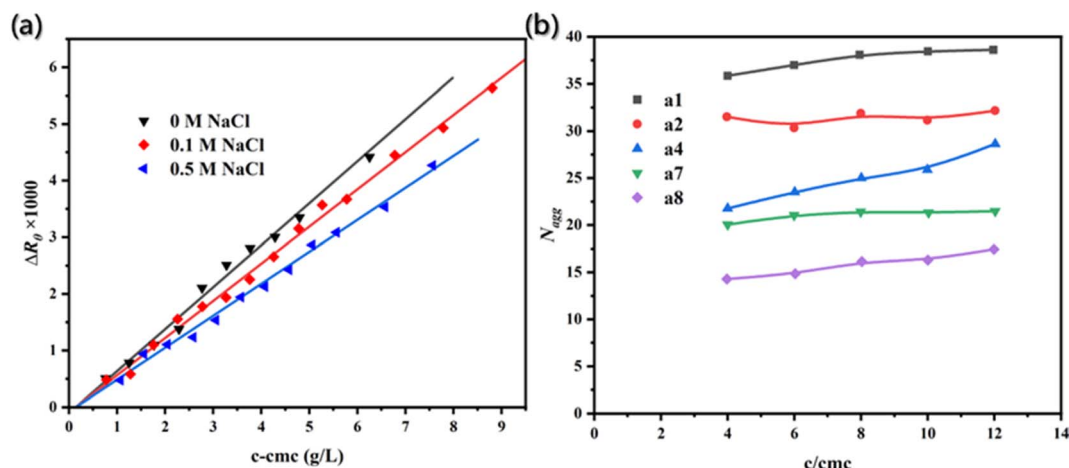 (a)
6
5
4
3
2
1
0
ΔR_θ ×1000
0 M NaCl
0.1 M NaCl
0.5 M NaCl
0 1 2 3 4 5 6 7 8 9
c-cmc (g/L)
(b)
40
35
30
25
20
15
10
5
0
N_agg
a1
a2
a4
a7
a8
0 2 4 6 8 10 12 14
c/cmc